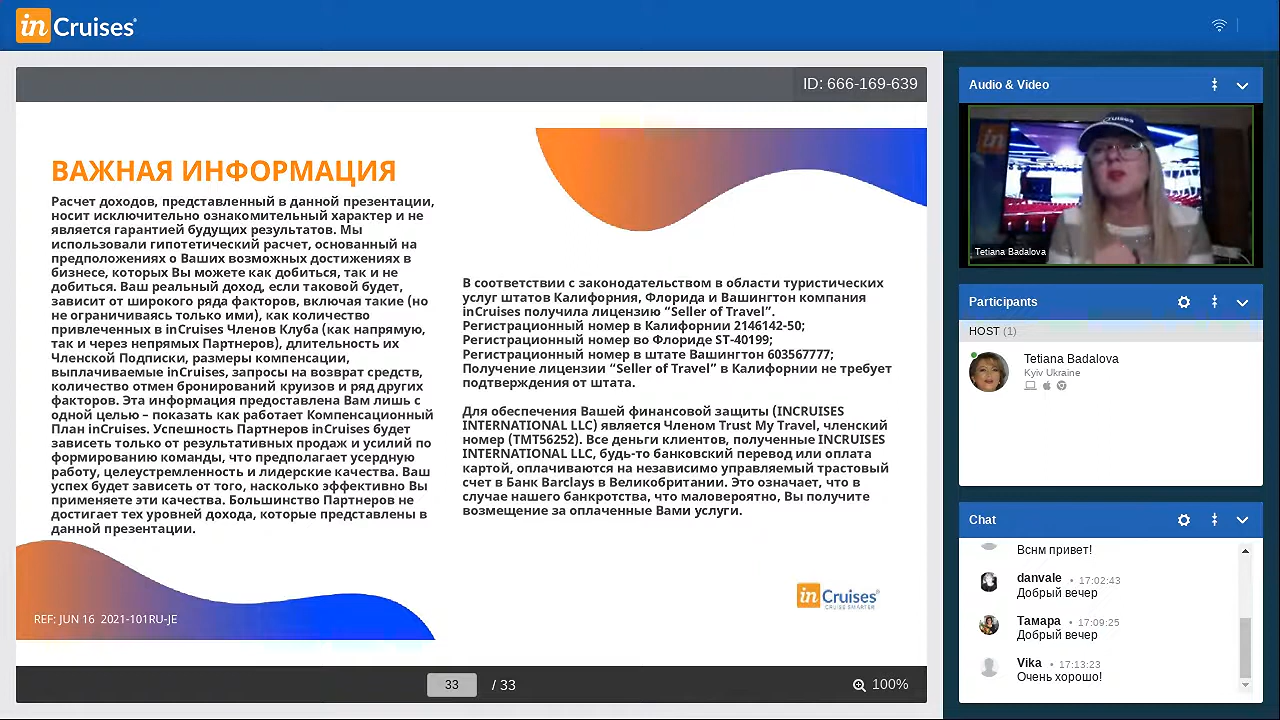 in Cruises®
ID: 666-169-639
ВАЖНАЯ ИНФОРМАЦИЯ
Расчет доходов, представленный в данной презентации,
носит исключительно ознакомительный характер и не
является гарантией будущих результатов. Мы
использовали гипотетический расчет, основанный на
предположениях о Ваших возможных достижениях в
бизнесе, которых Вы можете как добиться, так и не
добиться. Ваш реальный доход, если таковой будет,
зависит от широкого ряда факторов, включая такие (но
не ограничиваясь только ими), как количество
привлеченных в inCruises Членов Клуба (как напрямую,
так и через непрямых Партнеров), длительность их
Членской Подписки, размеры компенсации,
выплачиваемые inCruises, запросы на возврат средств,
количество отмен бронирований круизов и ряд других
факторов. Эта информация предоставлена Вам лишь с
одной целью – показать как работает Компенсационный
План inCruises. Успешность Партнеров inCruises будет
зависеть только от результативных продаж и усилий по
формированию команды, что предполагает усердную
работу, целеустремленность и лидерские качества. Ваш
успех будет зависеть от того, насколько эффективно Вы
применяете эти качества. Большинство Партнеров не
достигает тех уровней дохода, которые представлены в
данной презентации.
В соответствии с законодательством в области туристических
услуг штатов Калифорния, Флорида и Вашингтон компания
inCruises получила лицензию “Seller of Travel”.
Регистрационный номер в Калифорнии 2146142-50;
Регистрационный номер во Флориде ST-40199;
Регистрационный номер в штате Вашингтон 603567777;
Получение лицензии “Seller of Travel” в Калифорнии не требует
подтверждения от штата.
Для обеспечения Вашей финансовой защиты (INCRUISES
INTERNATIONAL LLC) является Членом Trust My Travel, членский
номер (TMT56252). Все деньги клиентов, полученные INCRUISES
INTERNATIONAL LLC, будь-то банковский перевод или оплата
картой, оплачиваются на независимо управляемый трастовый
счет в Банк Barclays в Великобритании. Это означает, что в
случае нашего банкротства, что маловероятно, Вы получите
возмещение за оплаченные Вами услуги.
in Cruises®
CRUISE SMARTER
REF: JUN 16 2021-101RU-JE
33 / 33
100%
Audio & Video
in
Cruises
Tetiana Badalova
Participants
HOST (1)
Tetiana Badalova
Kyiv Ukraine
Chat
Вснм привет!
danvale • 17:02:43
Добрый вечер
Тамара • 17:09:25
Добрый вечер
Vika • 17:13:23
Очень хорошо!